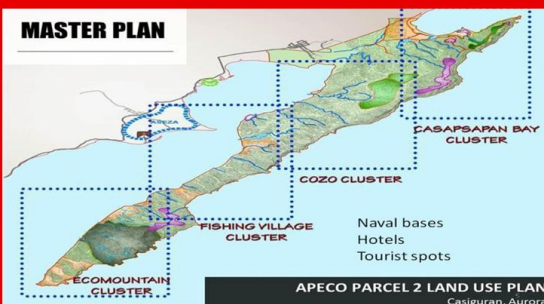 MASTER PLAN
CASAPSAPAN BAY
CLUSTER
COZO CLUSTER
FISHING VILLAGE
CLUSTER
Naval bases
Hotels
Tourist spots
ECOMOUNTAIN
CLUSTER
APECO PARCEL 2 LAND USE PLAN
Casiguran, Aurora